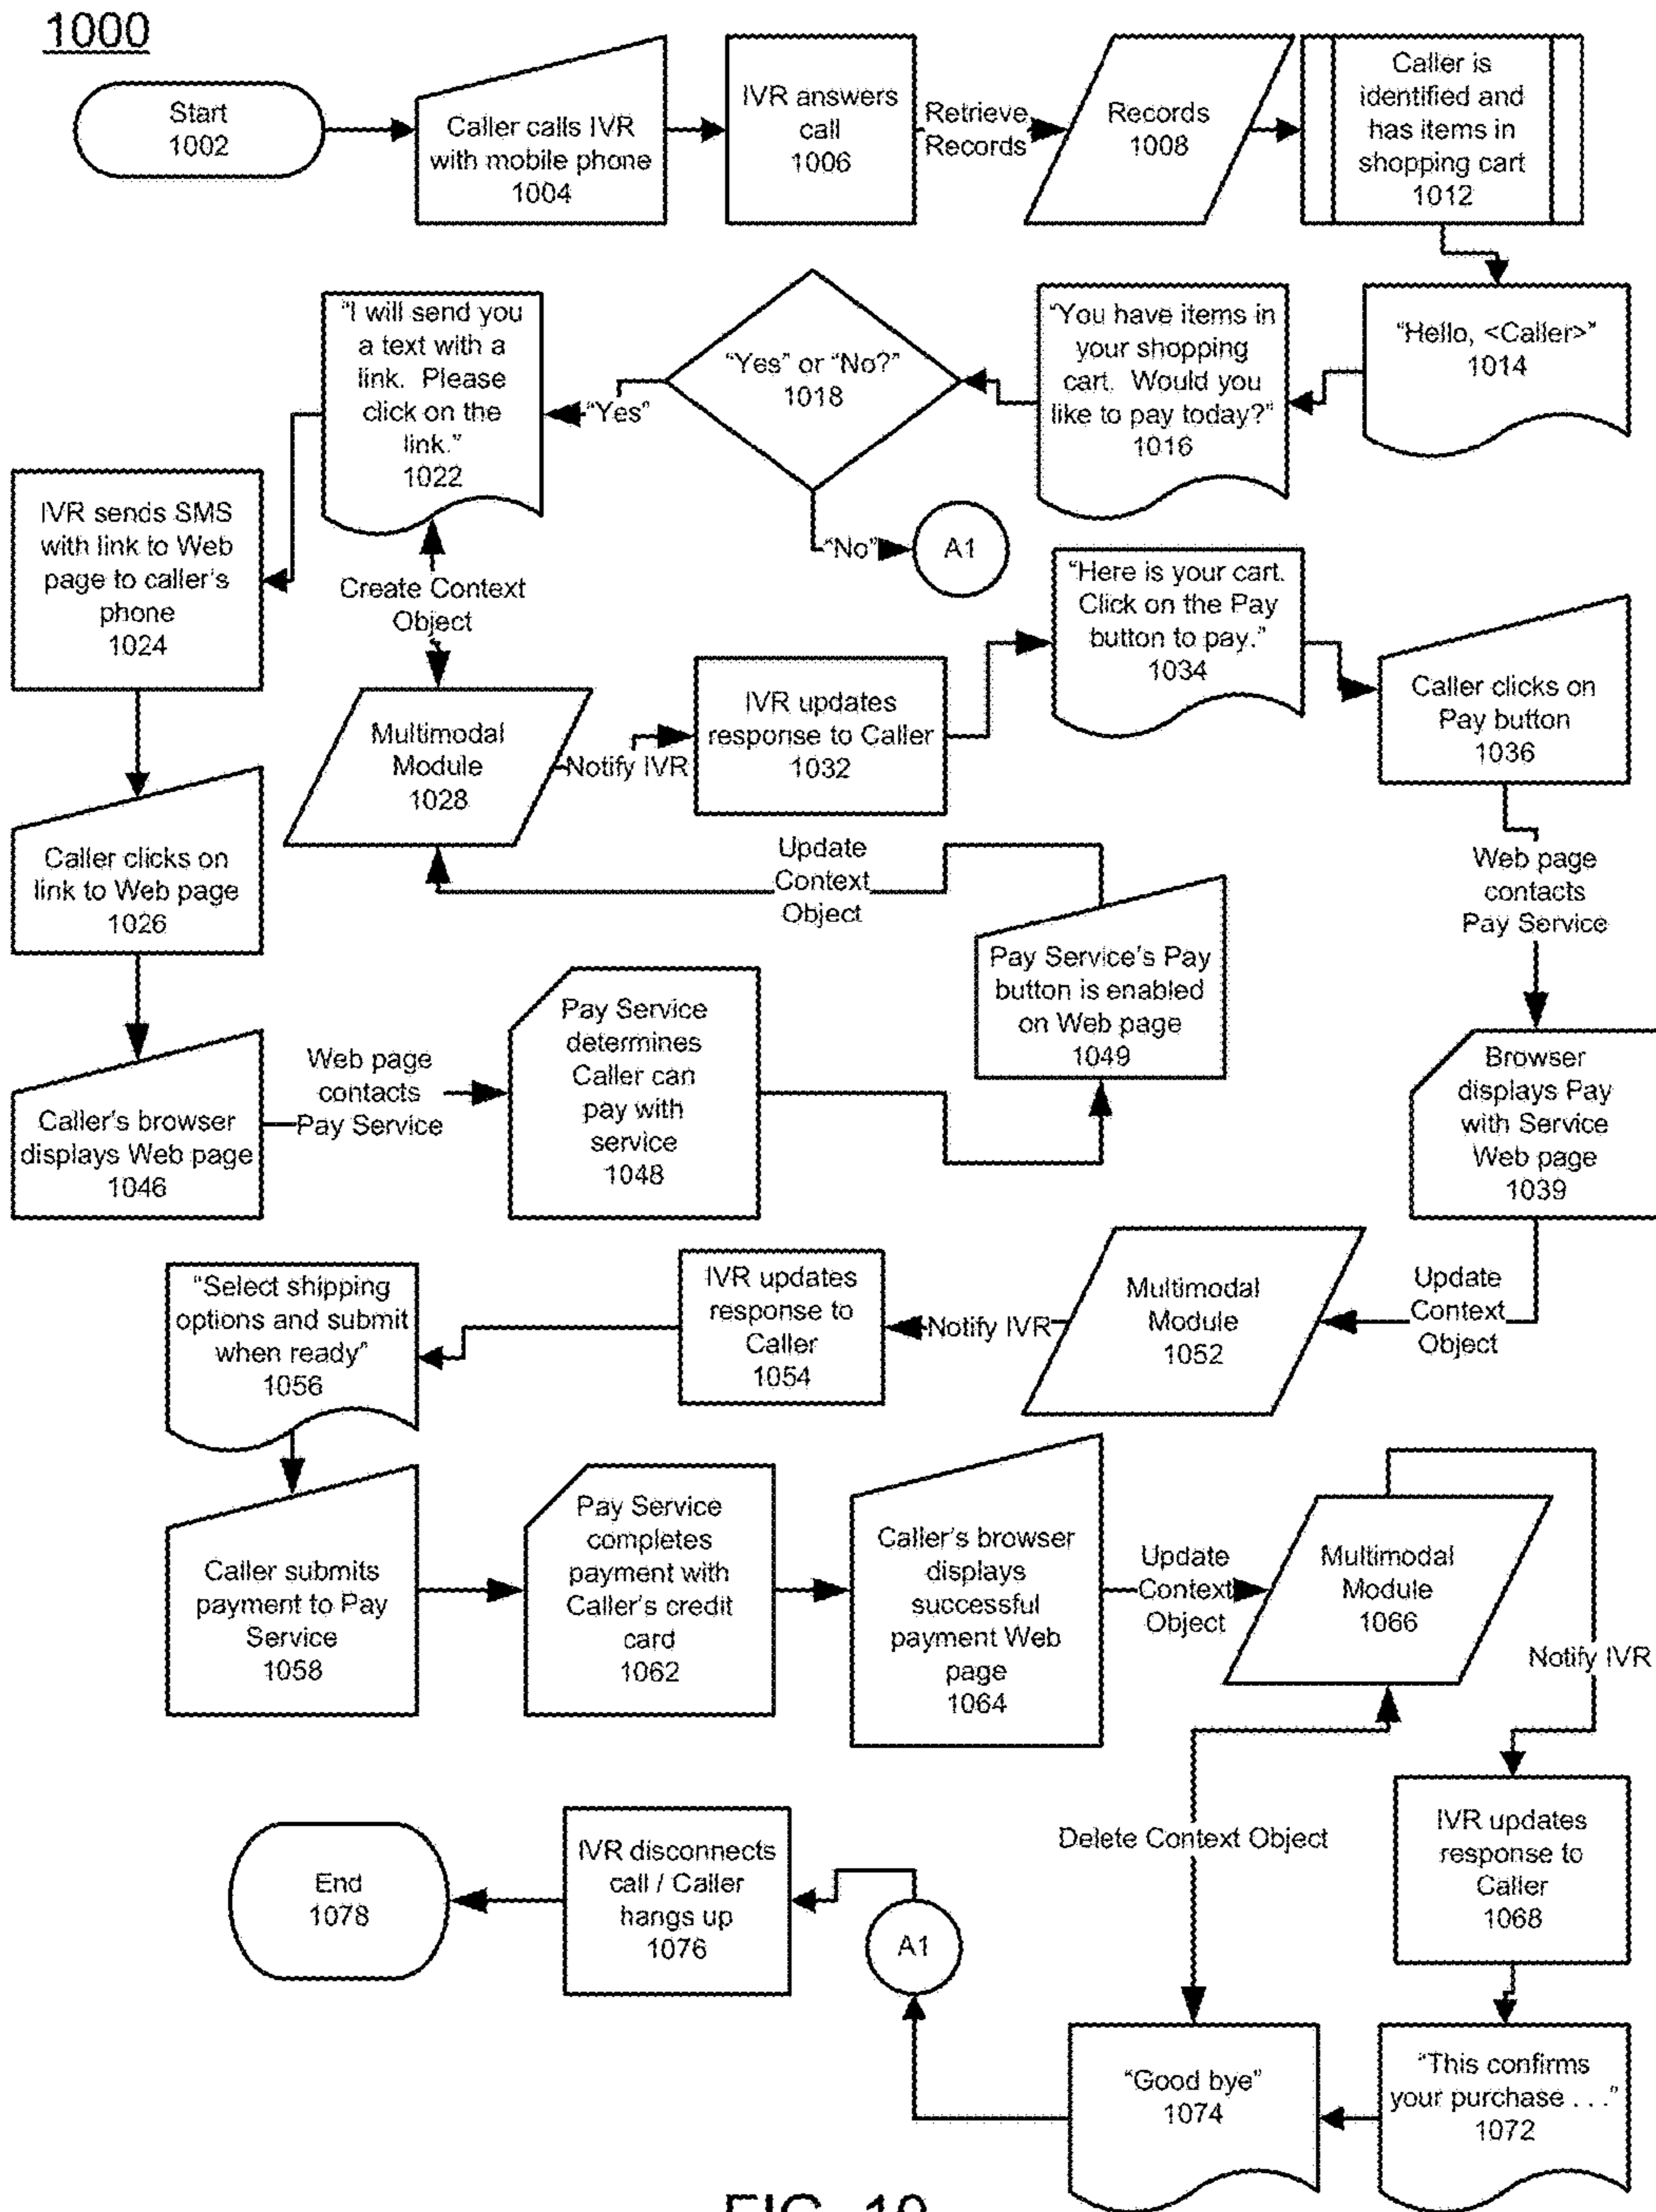 1000
Start
1002
Caller calls IVR
with mobile phone
1004
IVR answers
call
1006
Retrieve
Records
Records
1008
Caller is
identified and
has items in
shopping cart
1012
"Hello, <Caller>"
1014
"You have items in
your shopping
cart. Would you
like to pay today?"
1016
"Yes" or "No?"
1018
"Yes"
"No"
A1
"I will send you
a text with a
link. Please
click on the
link."
1022
IVR sends SMS
with link to Web
page to caller's
phone
1024
Create Context
Object
Caller clicks on
link to Web page
1026
Multimodal
Module
1028
Notify IVR
IVR updates
response to Caller
1032
"Here is your cart.
Click on the Pay
button to pay."
1034
Caller clicks on
Pay button
1036
Web page
contacts
Pay Service
Update
Context
Object
Pay Service's Pay
button is enabled
on Web page
1049
Pay Service
determines
Caller can
pay with
service
1048
Web page
contacts
Pay Service
Caller's browser
displays Web page
1046
Browser
displays Pay
with Service
Web page
1039
Update
Context
Object
Multimodal
Module
1052
Notify IVR
IVR updates
response to
Caller
1054
"Select shipping
options and submit
when ready"
1056
Caller submits
payment to Pay
Service
1058
Pay Service
completes
payment with
Caller's credit
card
1062
Caller's browser
displays
successful
payment Web
page
1064
Update
Context
Object
Multimodal
Module
1066
Notify IVR
IVR updates
response to
Caller
1068
Delete Context Object
"This confirms
your purchase . . ."
1072
"Good bye"
1074
A1
IVR disconnects
call / Caller
hangs up
1076
End
1078